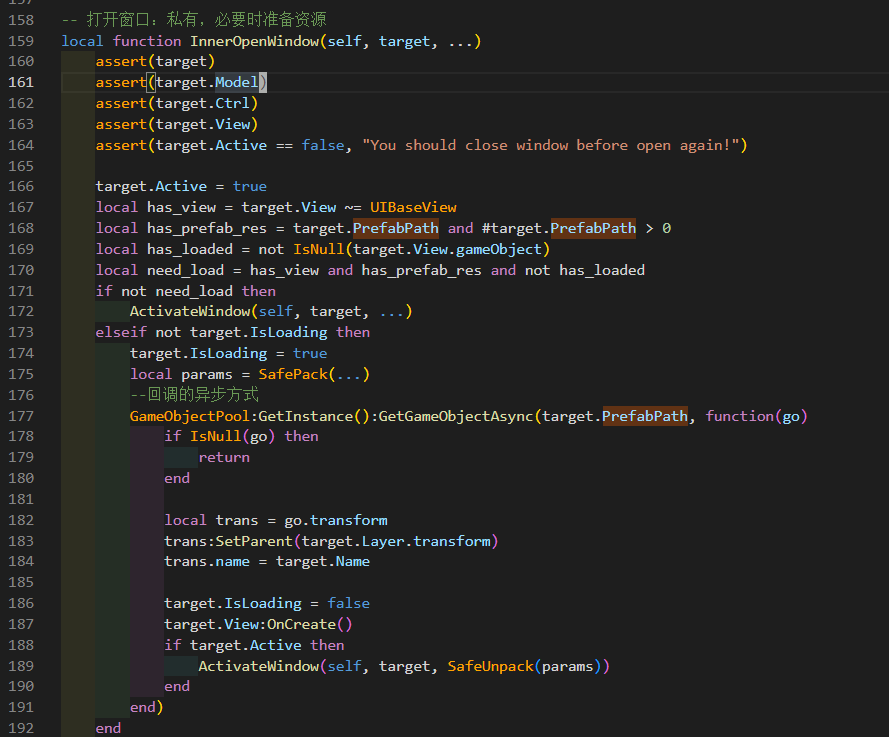 158 -- 打开窗口：私有，必要时准备资源
159 local function InnerOpenWindow(self, target, ...)
160 assert(target)
161 assert(target.Model)
162 assert(target.Ctrl)
163 assert(target.View)
164 assert(target.Active == false, "You should close window before open again!")
165
166 target.Active = true
167 local has_view = target.View ~= UIBaseView
168 local has_prefab_res = target.PrefabPath and #target.PrefabPath > 0
169 local has_loaded = not IsNull(target.View.gameObject)
170 local need_load = has_view and has_prefab_res and not has_loaded
171 if not need_load then
172 ActivateWindow(self, target, ...)
173 elseif not target.IsLoading then
174 target.IsLoading = true
175 local params = SafePack(...)
176 --回调的异步方式
177 GameObjectPool:GetInstance():GetGameObjectAsync(target.PrefabPath, function(go)
178 if IsNull(go) then
179 return
180 end
181
182 local trans = go.transform
183 trans:SetParent(target.Layer.transform)
184 trans.name = target.Name
185
186 target.IsLoading = false
187 target.View:OnCreate()
188 if target.Active then
189 ActivateWindow(self, target, SafeUnpack(params))
190 end
191 end)
192 end